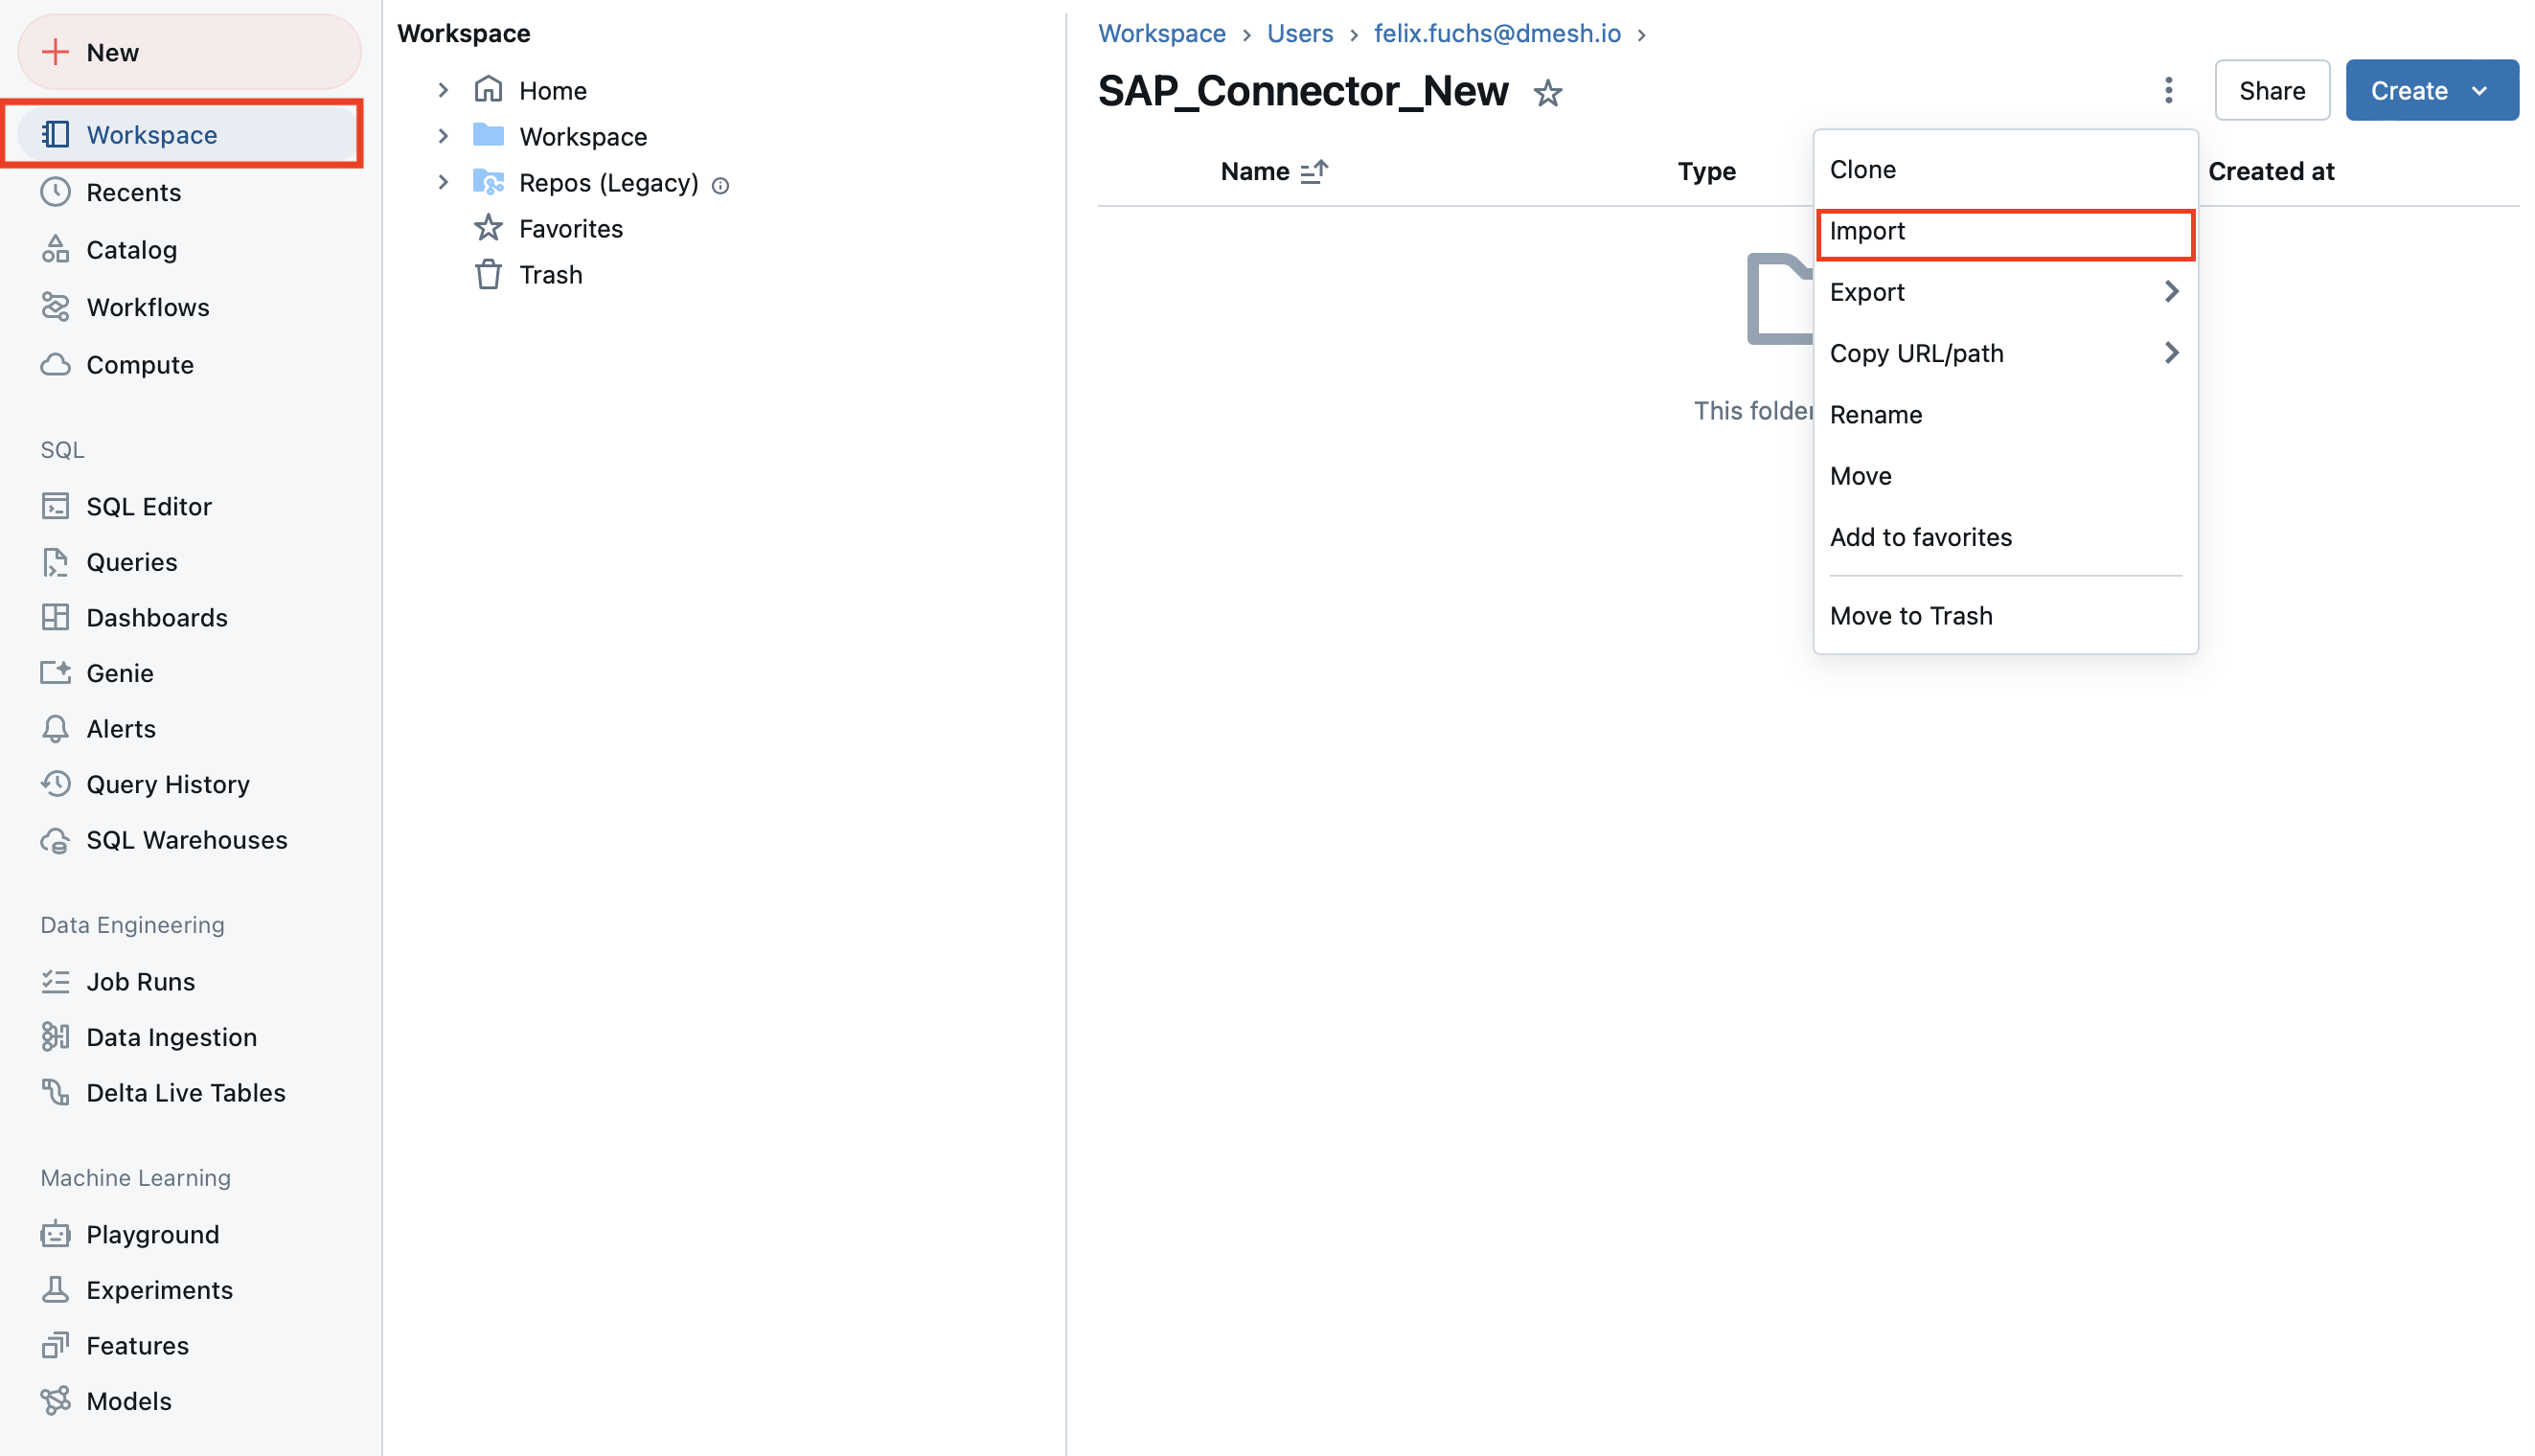 New
Workspace
Recents
Catalog
Workflows
Compute
SQL
SQL Editor
Queries
Dashboards
Genie
Alerts
Query History
SQL Warehouses
Data Engineering
Job Runs
Data Ingestion
Delta Live Tables
Machine Learning
Playground
Experiments
Features
Models
Workspace
Home
Workspace
Repos (Legacy)
Favorites
Trash
Workspace › Users › felix.fuchs@dmesh.io ›
SAP_Connector_New
Share
Create
Name
Type
Created at
This folder
Clone
Import
Export
Copy URL/path
Rename
Move
Add to favorites
Move to Trash